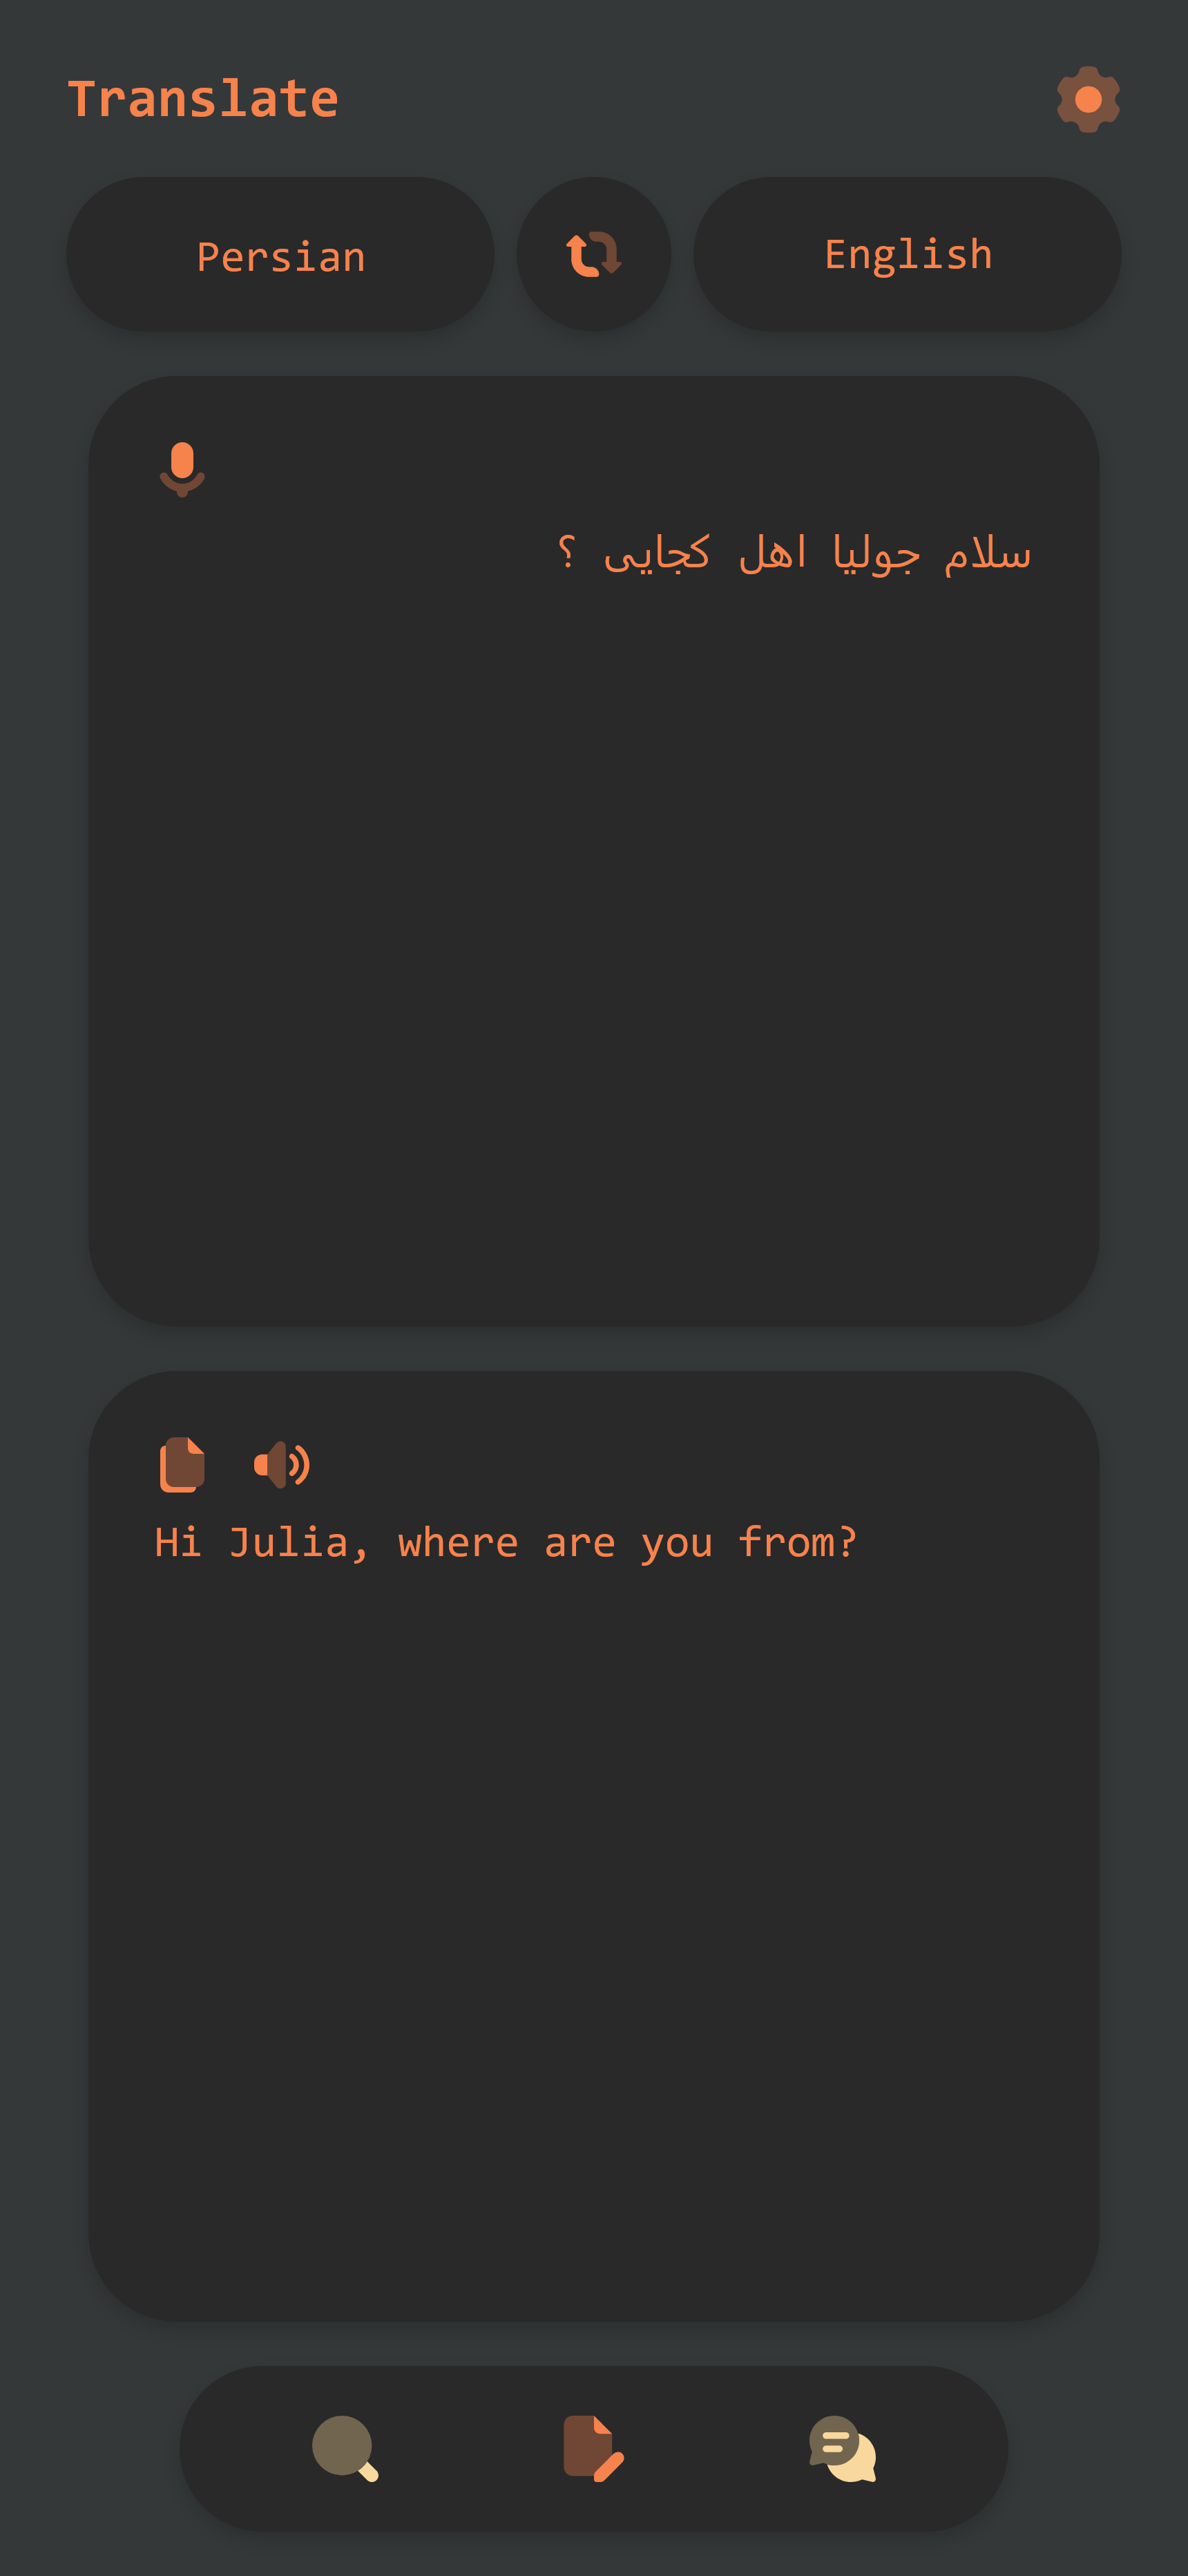 Translate
Persian
English
سلام جولیا اهل کجایی ؟
Hi Julia, where are you from?